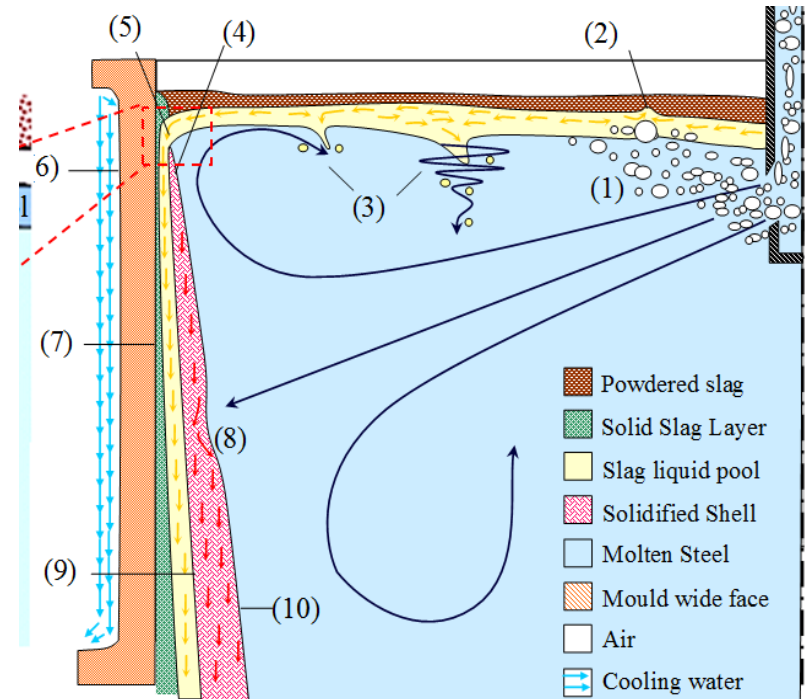 (5)
(4)
(2)
6)
(3)
(1)
1
(7)
(8)
Powdered slag
Solid Slag Layer
Slag liquid pool
Solidified Shell
Molten Steel
(9)
(10)
Mould wide face
Air
Cooling water